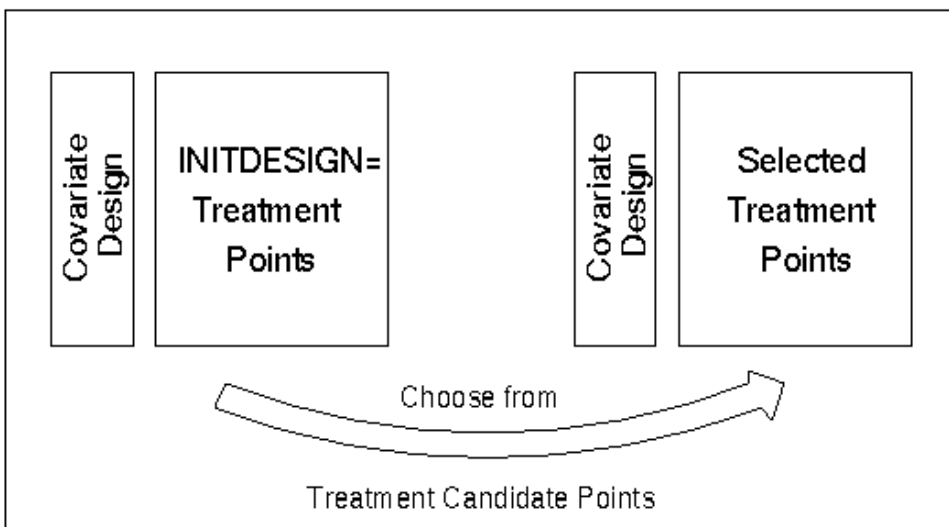 Covariate
Design
INITDESIGN=
Treatment
Points
Covariate
Design
Selected
Treatment
Points
Choose from
Treatment Candidate Points